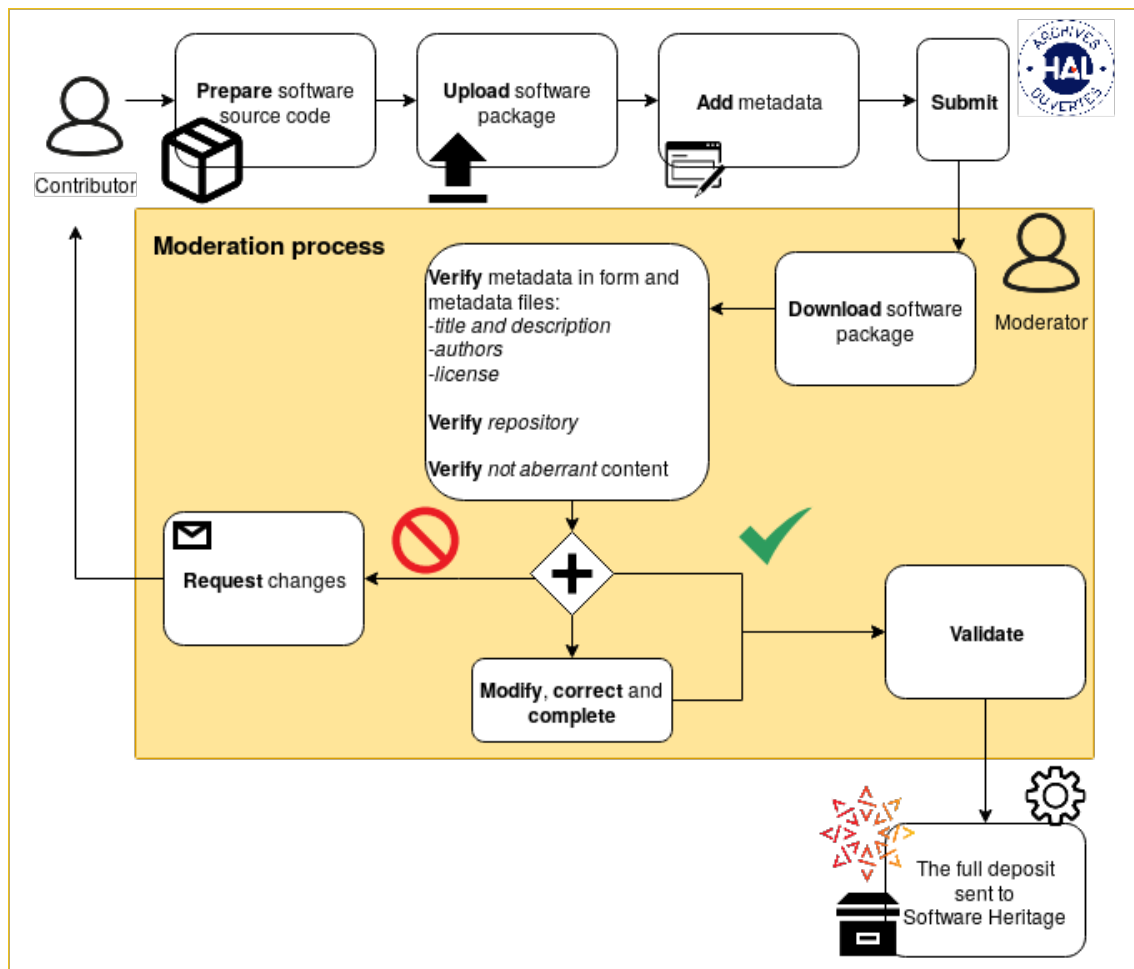 Prepare software
source code
Upload software
package
Add metadata
Submit
ARCHIVES
HAL
OUVERTES
Contributor
Moderation process
Verify metadata in form and
metadata files:
-title and description
-authors
-license
Verify repository
Verify not aberrant content
Download software
package
Moderator
Request changes
Modify, correct and
complete
Validate
The full deposit
sent to
Software Heritage